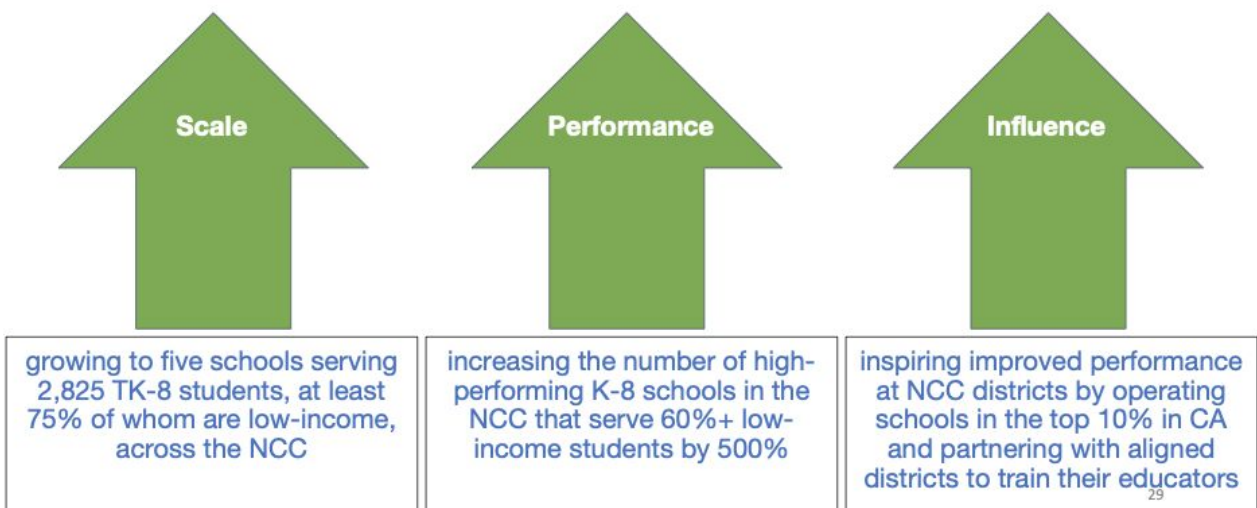 Scale
Performance
Influence
growing to five schools serving
2,825 TK-8 students, at least
75% of whom are low-income,
across the NCC
increasing the number of high-
performing K-8 schools in the
NCC that serve 60%+ low-
income students by 500%
inspiring improved performance
at NCC districts by operating
schools in the top 10% in CA
and partnering with aligned
districts to train their educators
29